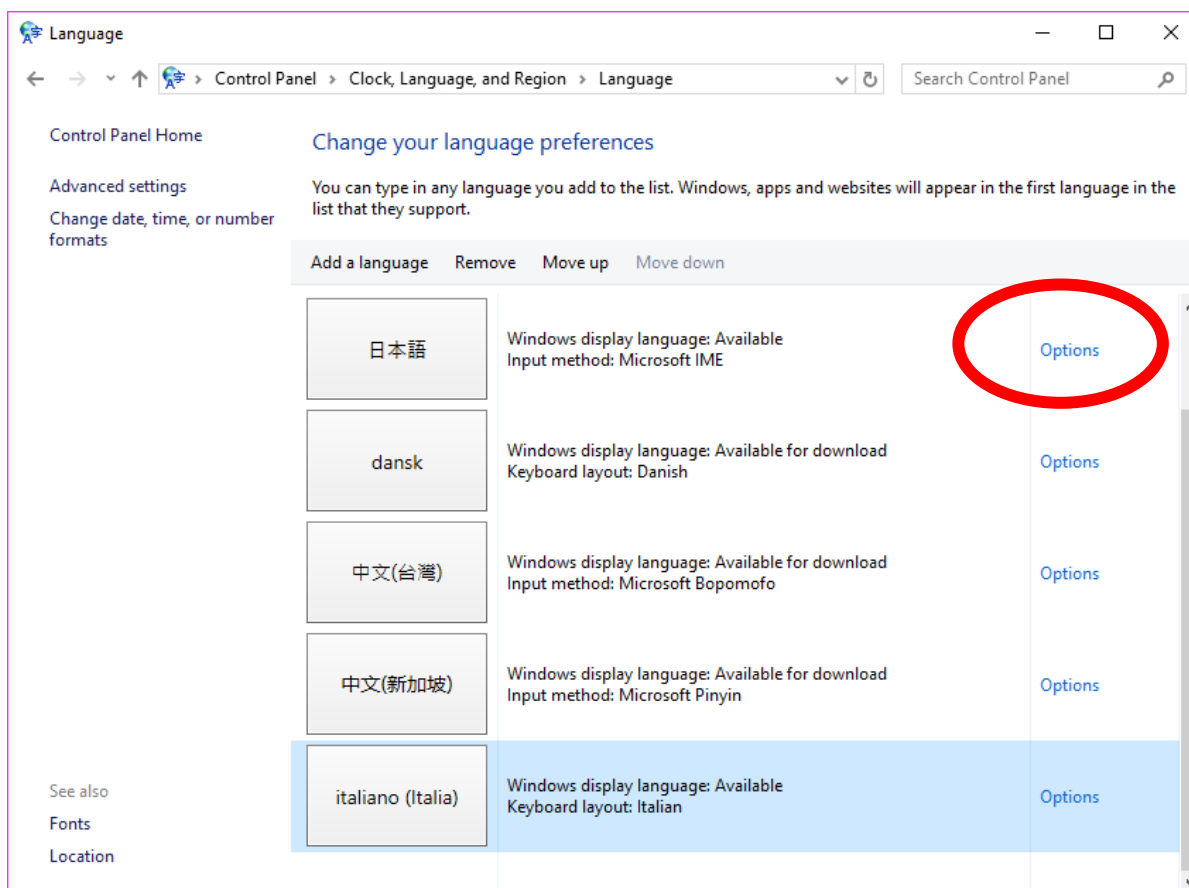 Language
Control Panel > Clock, Language, and Region > Language
Search Control Panel
Control Panel Home
Advanced settings
Change date, time, or number
formats
See also
Fonts
Location
Change your language preferences
You can type in any language you add to the list. Windows, apps and websites will appear in the first language in the
list that they support.
Add a language Remove Move up Move down
日本語
Windows display language: Available
Input method: Microsoft IME
Options
dansk
Windows display language: Available for download
Keyboard layout: Danish
Options
中文(台灣)
Windows display language: Available for download
Input method: Microsoft Bopomofo
Options
中文(新加坡)
Windows display language: Available for download
Input method: Microsoft Pinyin
Options
italiano (Italia)
Windows display language: Available
Keyboard layout: Italian
Options